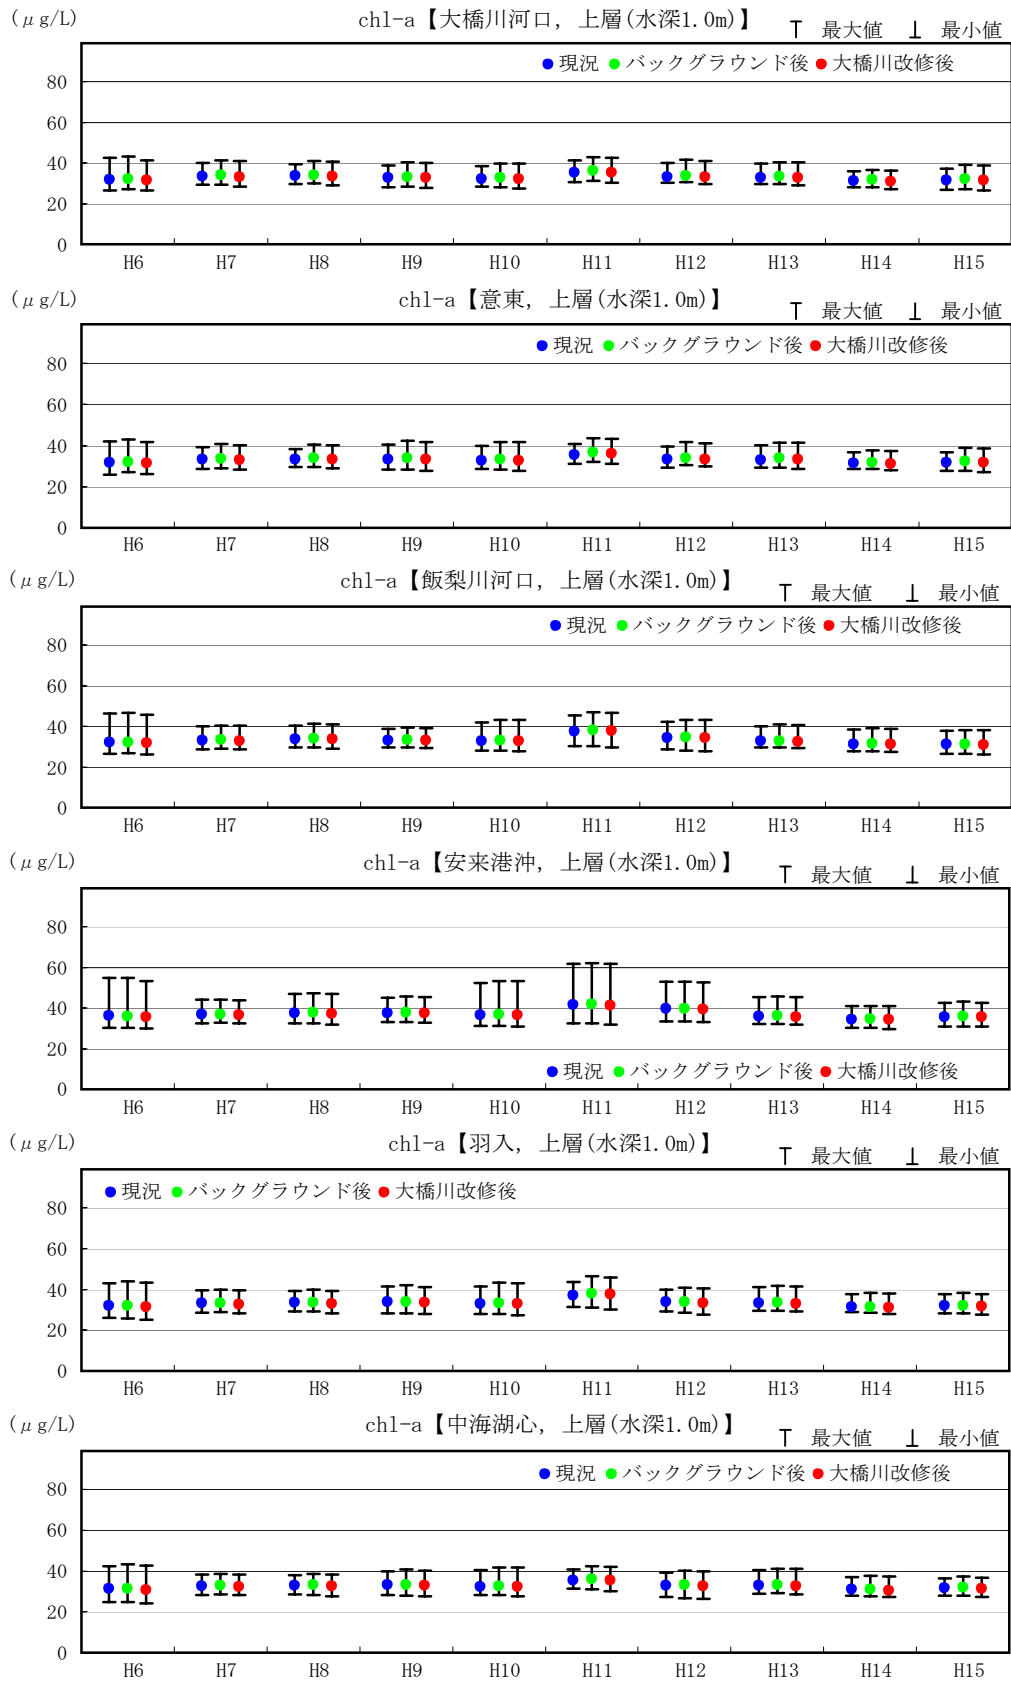 (μg/L) chl-a【大橋川河口, 上層(水深1.0m)】 最大値 最小値
現況 バックグラウンド後 大橋川改修後
80
60
40
20
0
H6 H7 H8 H9 H10 H11 H12 H13 H14 H15
(μg/L) chl-a【意東, 上層(水深1.0m)】 最大値 最小値
現況 バックグラウンド後 大橋川改修後
80
60
40
20
0
H6 H7 H8 H9 H10 H11 H12 H13 H14 H15
(μg/L) chl-a【飯梨川河口, 上層(水深1.0m)】 最大値 最小値
現況 バックグラウンド後 大橋川改修後
80
60
40
20
0
H6 H7 H8 H9 H10 H11 H12 H13 H14 H15
(μg/L) chl-a【安来港沖, 上層(水深1.0m)】 最大値 最小値
80
60
40
20
現況 バックグラウンド後 大橋川改修後
0
H6 H7 H8 H9 H10 H11 H12 H13 H14 H15
(μg/L) chl-a【羽入, 上層(水深1.0m)】 最大値 最小値
現況 バックグラウンド後 大橋川改修後
80
60
40
20
0
H6 H7 H8 H9 H10 H11 H12 H13 H14 H15
(μg/L) chl-a【中海湖心, 上層(水深1.0m)】 最大値 最小値
現況 バックグラウンド後 大橋川改修後
80
60
40
20
0
H6 H7 H8 H9 H10 H11 H12 H13 H14 H15